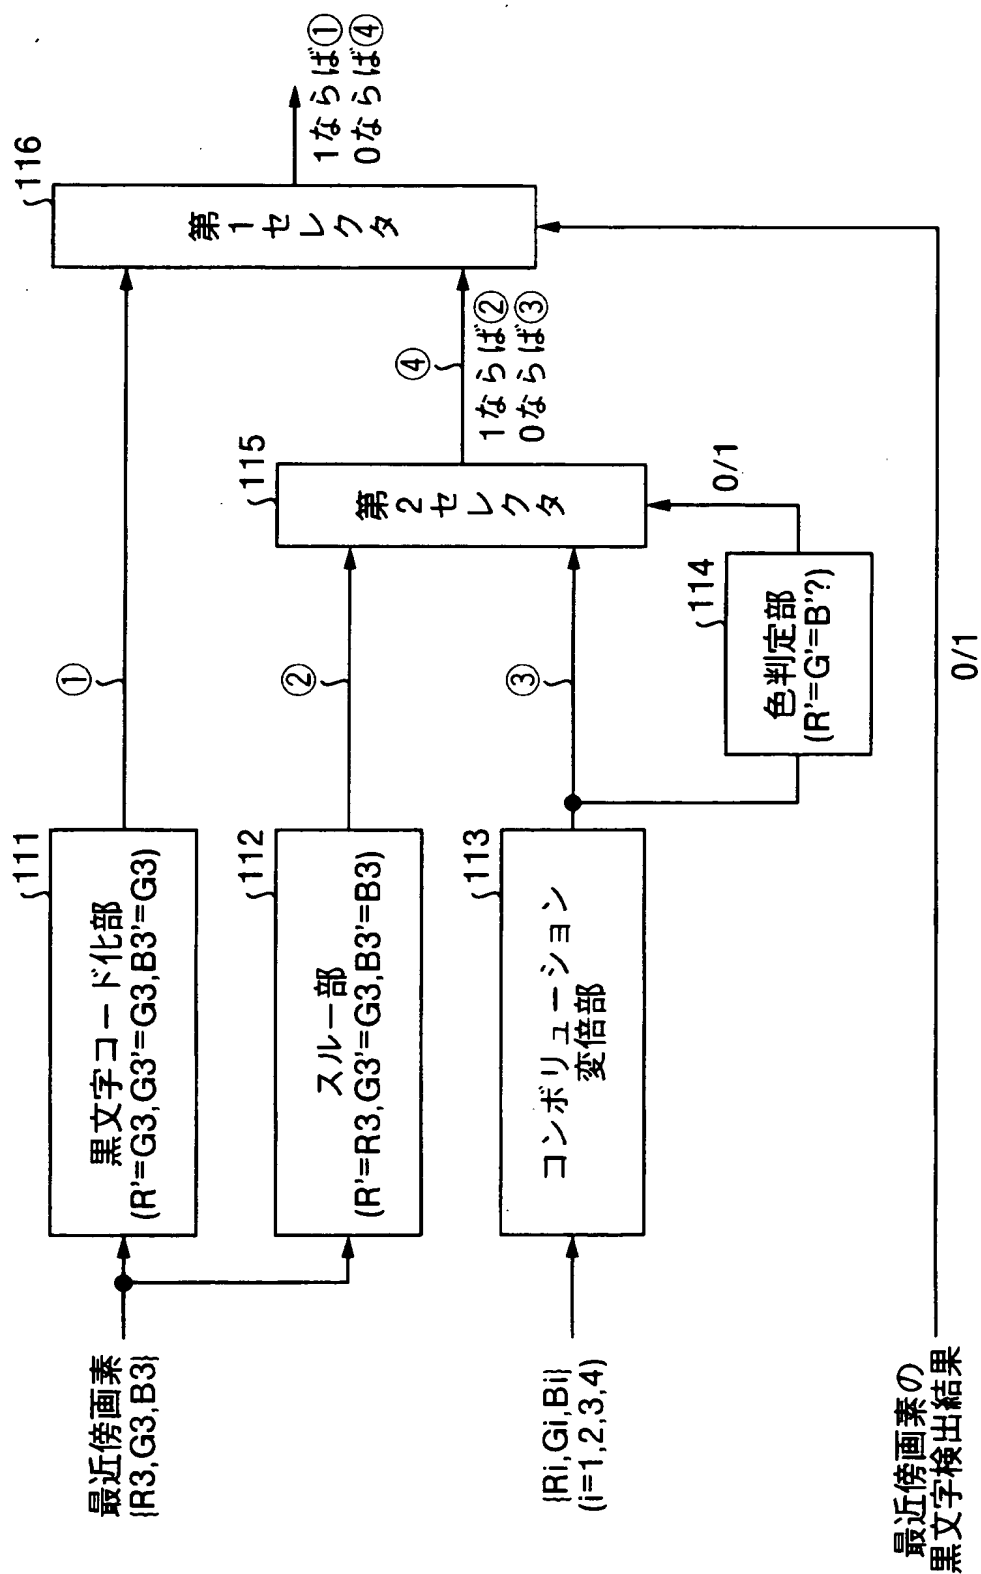 最近傍画素
{R3,G3,B3}
111
黒文字コード化部
(R'=G3,G3'=G3,B3'=G3)
①
112
スルー部
(R'=R3,G3'=G3,B3'=B3)
②
{Ri,Gi,Bi}
(i=1,2,3,4)
113
コンボリューション
変倍部
③
114
色判定部
(R'=G'=B'?)
0/1
115
第2セレクタ
④
1ならば②
0ならば③
116
第1セレクタ
1ならば①
0ならば④
最近傍画素の
黒文字検出結果
0/1